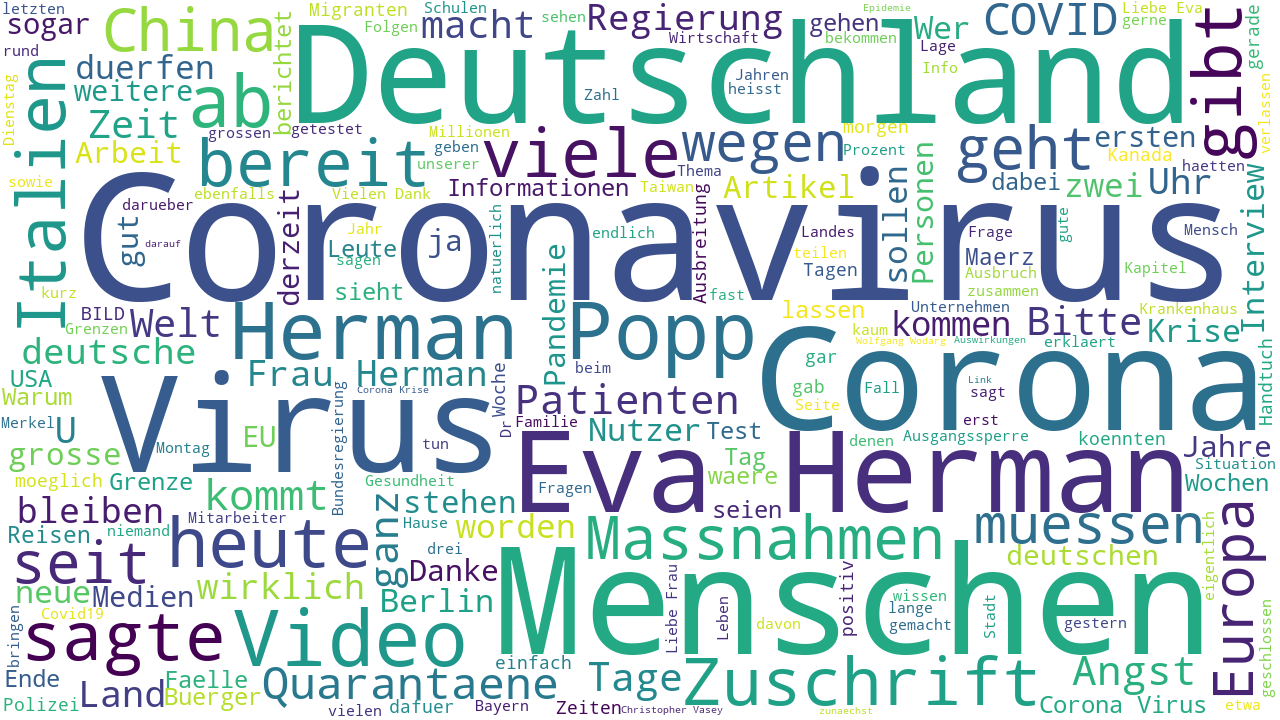 letzten
sogar
rund
China
Migranten
Folgen
Schulen
macht
sehen
Regierung
Wirtschaft
gehen
bekommen
Epidemie
Wer
Lage
Info
COVID
Liebe Eva
gerne
gerade
gibt
Deutschland
Italien
Dienstag
duerfen
weitere
ab
berichtet
Zeit
Arbeit
grossen
getestet
Zahl
Jahren
heisst
bereit
Millionen
geben
unserer
viele
wegen
Thema
morgen
Prozent
geht
ersten
Kanada
haetten
verlassen
sowie
darueber
ebenfalls
Vielen Dank
Informationen
Taiwan
Artikel
sollen
Personen
dabei
zwei
Uhr
Interview
Coronavirus
gut
darauf
derzeit
Jahr
Leute
sagen
ja
natuerlich
endlich
Ausbreitung
Landes
teilen
Tagen
Frage
Maerz
Ausbruch
gute
Mensch
Kapitel
kurz
BILD
Grenzen
Welt
sieht
Pandemie
fast
lassen
zusammen
Unternehmen
Krankenhaus
Herman
Popp
kommen
Bitte
Krise
deutsche
kaum
Wolfgang Wodarg
Auswirkungen
erklaert
Handtuch
USA
Warum
Merkel
U
Virus
Frau Herman
Corona Krise
beim
Corona
gar
gab
Seite
Fall
Link
sagt
Bundesregierung
Patienten
Woche
Dr
Familie
erst
EU
Montag
tun
Nutzer
Test
denen
Ausgangssperre
koennten
Jahre
grosse
moeglich
Grenze
kommt
Gesundheit
Eva Herman
Fragen
Tag
waere
Situation
Wochen
bleiben
Reisen
niemand
Mitarbeiter
stehen
Hause
worden
seien
heute
ganz
drei
Massnahmen
muessen
deutschen
eigentlich
Europa
seit
neue
Medien
wirklich
Danke
Berlin
Menschen
Liebe Frau
Leben
positiv
wissen
lange
gemacht
Stadt
gestern
davon
Covid19
bringen
sagte
Video
einfach
Tage
Zuschrift
Angst
geschlossen
Ende
Polizei
Land
Faelle
Buerger
Quarantaene
vielen
dafuer
Bayern
Zeiten
Christopher Vasey
zunaechst
Corona Virus
etwa